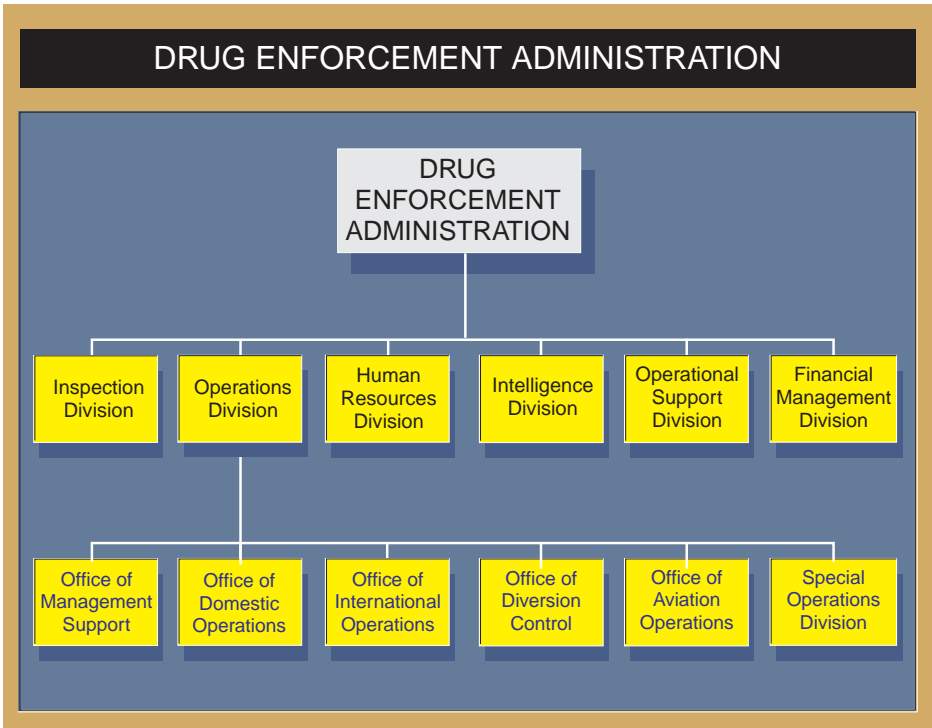 DRUG ENFORCEMENT ADMINISTRATION
DRUG
ENFORCEMENT
ADMINISTRATION
Inspection
Division
Operations
Division
Human
Resources
Division
Intelligence
Division
Operational
Support
Division
Financial
Management
Division
Office of
Management
Support
Office of
Domestic
Operations
Office of
International
Operations
Office of
Diversion
Control
Office of
Aviation
Operations
Special
Operations
Division